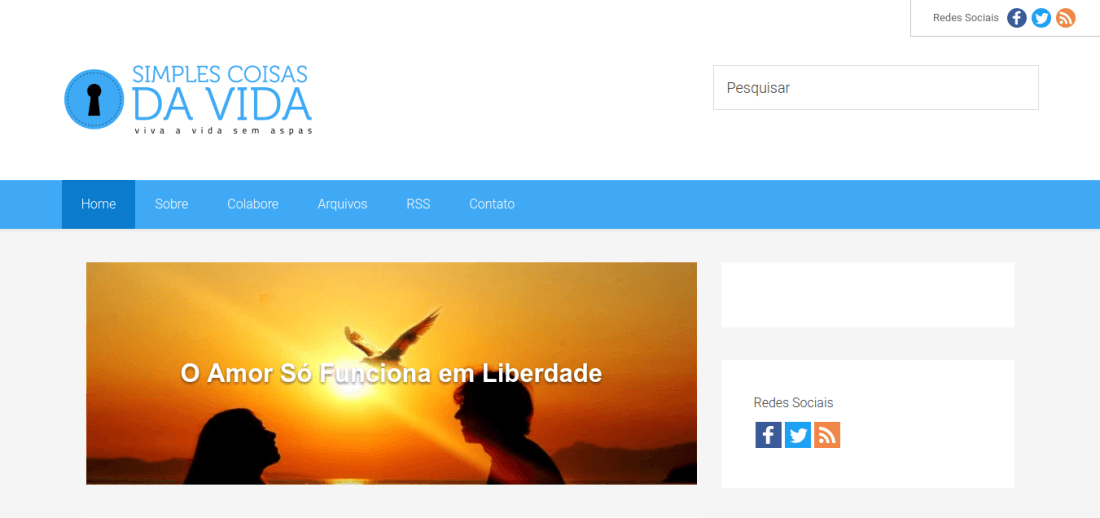 Redes Sociais
SIMPLES COISAS
DA VIDA
viva a vida sem aspas
Pesquisar
Home
Sobre
Colabore
Arquivos
RSS
Contato
O Amor Só Funciona em Liberdade
Redes Sociais